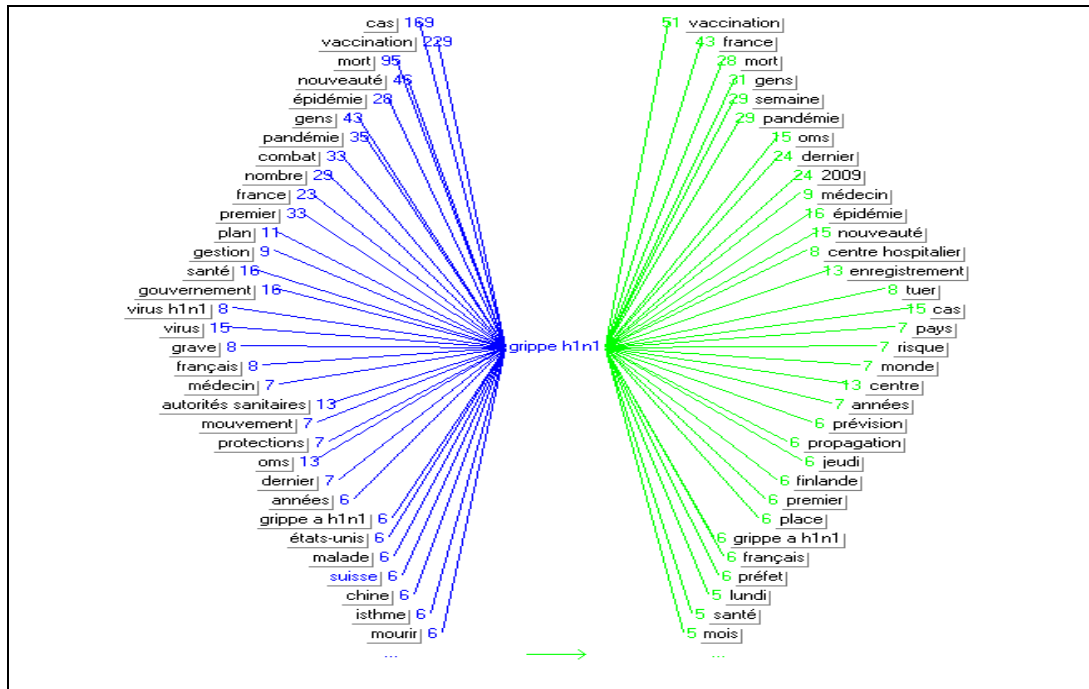 cas 169
vaccination 229
mort 95
nouveauté 46
épidémie 28
gens 43
pandémie 35
combat 33
nombre 29
france 23
premier 33
plan 11
gestion 9
santé 16
gouvernement 16
virus h1n1 8
virus 15
grave 8
français 8
médecin 7
autorités sanitaires 13
mouvement 7
protections 7
oms 13
dernier 7
années 6
grippe a h1n1 6
états-unis 6
malade 6
suisse 6
chine 6
isthme 6
mourir 6
...
grippe h1n1
51 vaccination
43 france
28 mort
31 gens
29 semaine
29 pandémie
15 oms
24 dernier
24 2009
9 médecin
16 épidémie
15 nouveauté
8 centre hospitalier
13 enregistrement
8 tuer
15 cas
7 pays
7 risque
7 monde
13 centre
7 années
6 prévision
6 propagation
6 jeudi
6 finlande
6 premier
6 place
6 grippe a h1n1
6 français
6 préfet
5 lundi
5 santé
5 mois
...